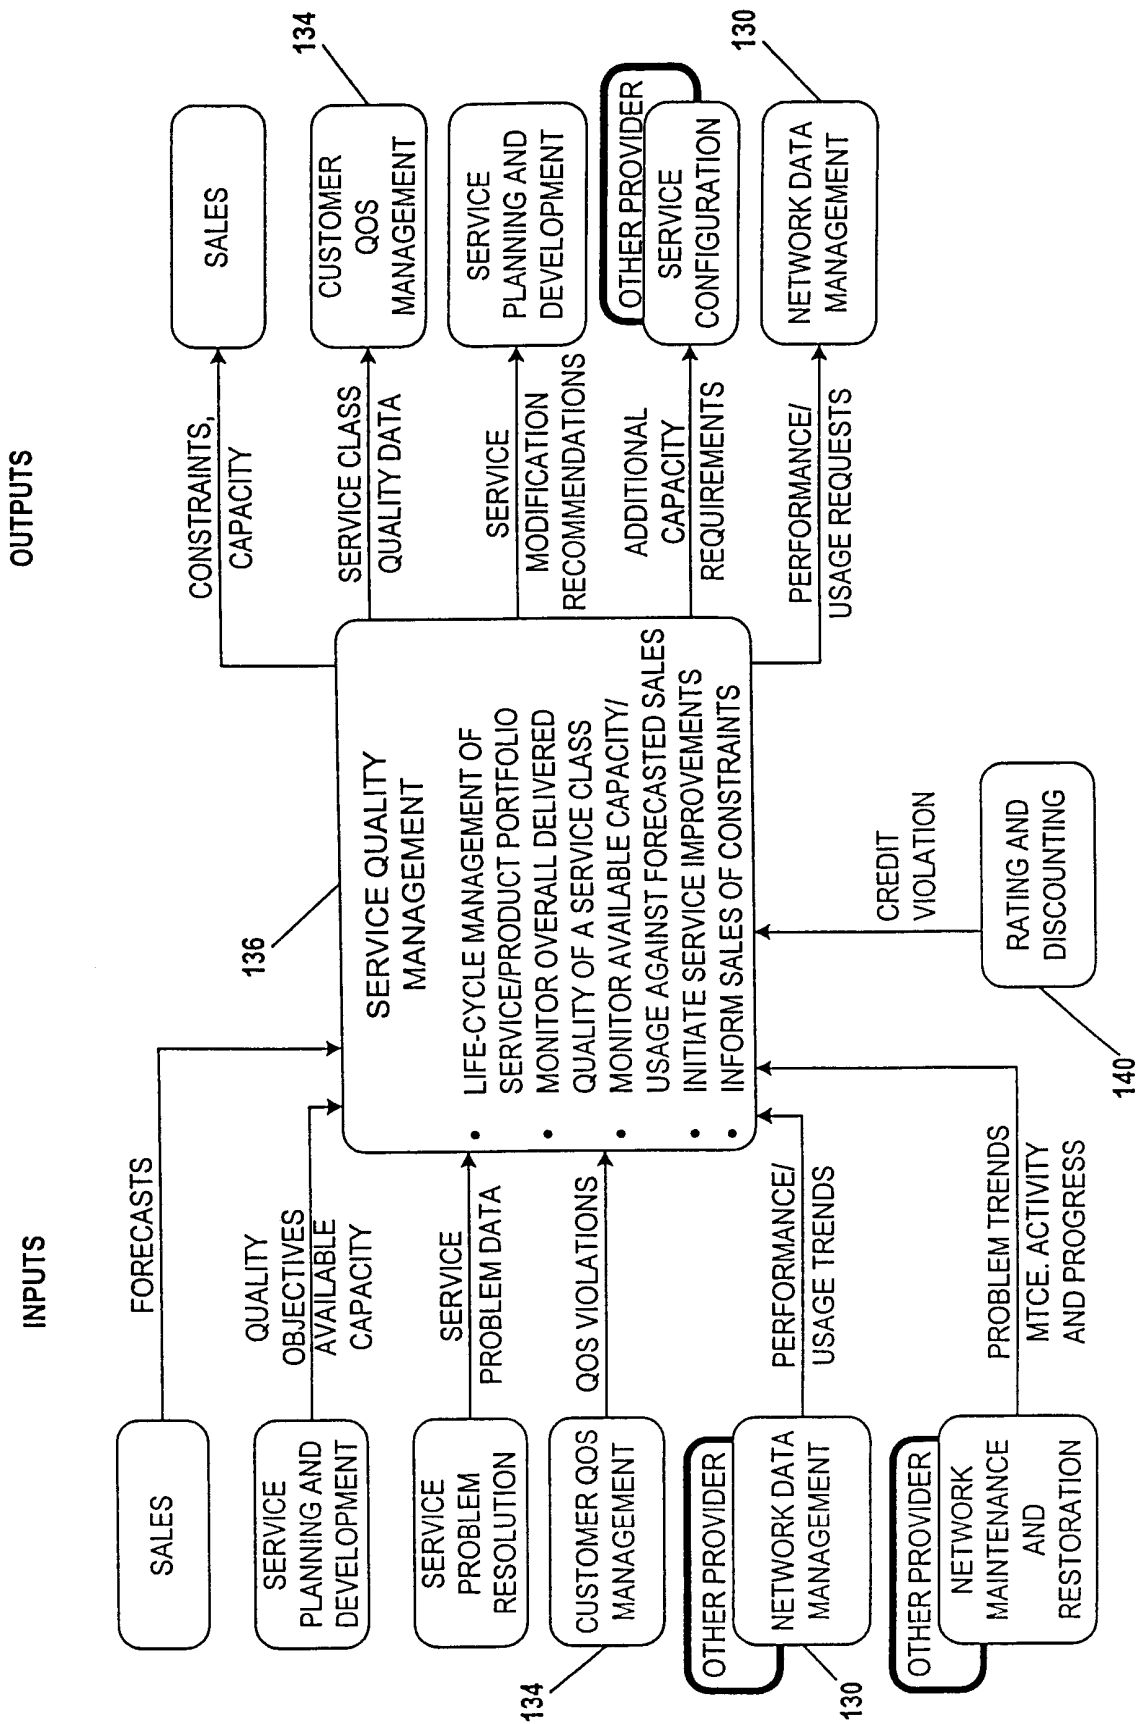 INPUTS
OUTPUTS
SALES
FORECASTS
SERVICE
PLANNING AND
DEVELOPMENT
QUALITY
OBJECTIVES
AVAILABLE
CAPACITY
SERVICE
PROBLEM
RESOLUTION
SERVICE
PROBLEM DATA
CUSTOMER QOS
MANAGEMENT
134
QOS VIOLATIONS
OTHER PROVIDER
NETWORK DATA
MANAGEMENT
130
PERFORMANCE/
USAGE TRENDS
OTHER PROVIDER
NETWORK
MAINTENANCE
AND
RESTORATION
PROBLEM TRENDS
MTCE. ACTIVITY
AND PROGRESS
136
SERVICE QUALITY
MANAGEMENT
• LIFE-CYCLE MANAGEMENT OF
SERVICE/PRODUCT PORTFOLIO
• MONITOR OVERALL DELIVERED
QUALITY OF A SERVICE CLASS
• MONITOR AVAILABLE CAPACITY/
USAGE AGAINST FORECASTED SALES
• INITIATE SERVICE IMPROVEMENTS
• INFORM SALES OF CONSTRAINTS
CREDIT
VIOLATION
RATING AND
DISCOUNTING
140
CONSTRAINTS,
CAPACITY
SALES
SERVICE CLASS
QUALITY DATA
CUSTOMER
QOS
MANAGEMENT
134
SERVICE
MODIFICATION
RECOMMENDATIONS
SERVICE
PLANNING AND
DEVELOPMENT
ADDITIONAL
CAPACITY
REQUIREMENTS
OTHER PROVIDER
SERVICE
CONFIGURATION
PERFORMANCE/
USAGE REQUESTS
NETWORK DATA
MANAGEMENT
130